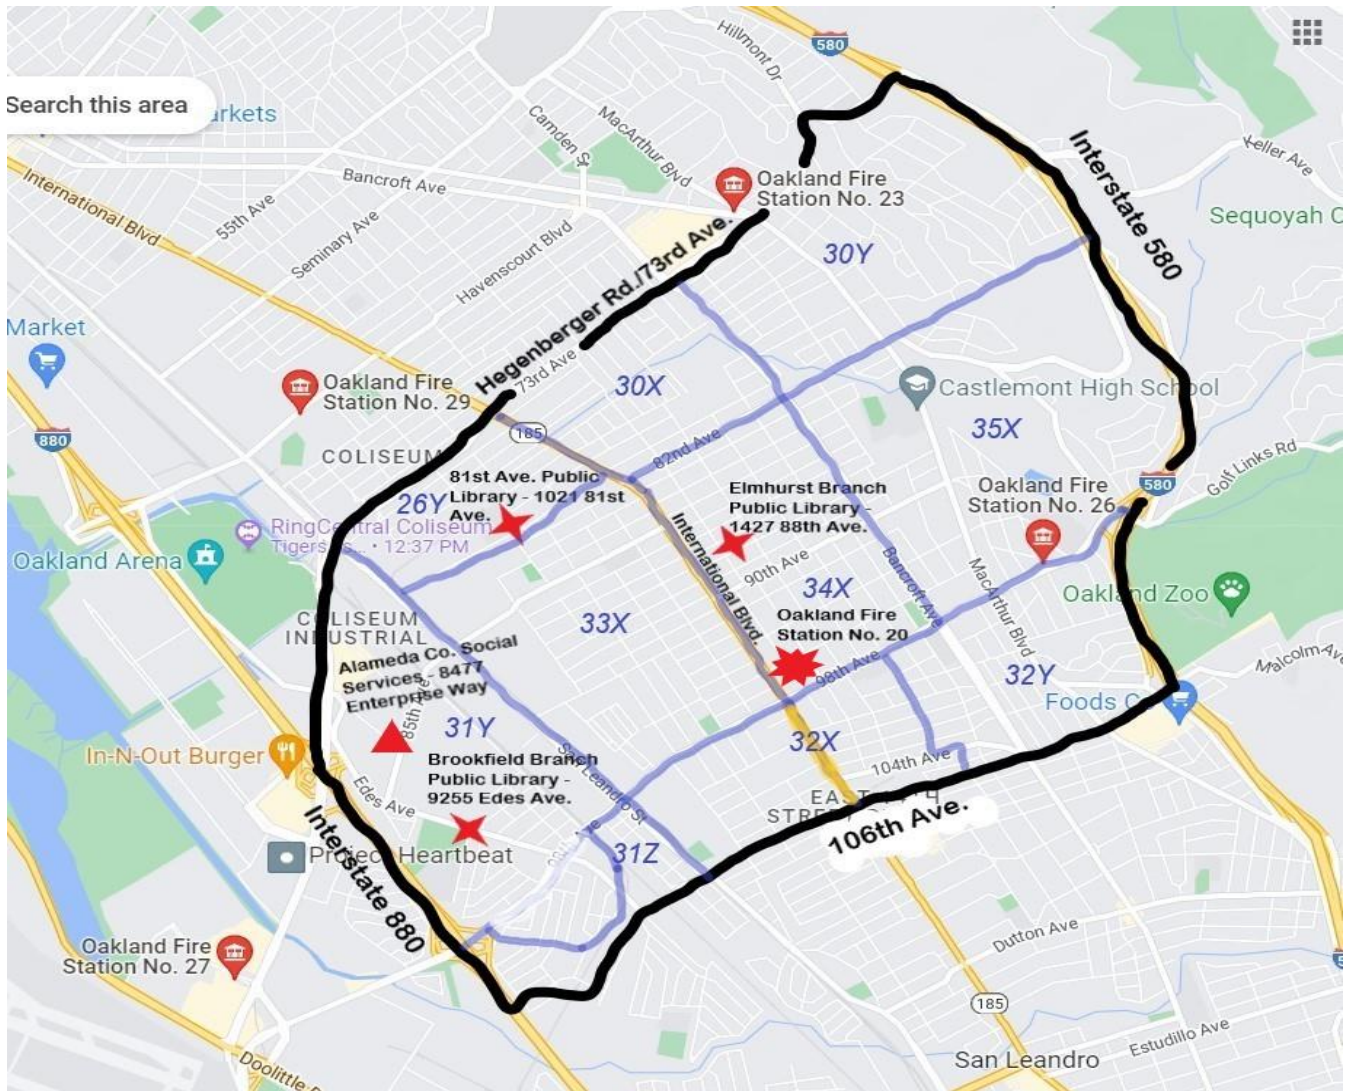 Hillmont Dr
580
Search this area
arkets
Camden S
MacArthur Blvd
Interstate 580
Keller Ave
International Blvd
Bancroft Ave
Oakland Fire
Station No. 23
55th Ave
Seminary Ave
Sequoyah C
Havenscourt Blvd
Hegenberger Rd./73rd Ave.
30Y
Market
73rd Ave
Oakland Fire
Station No. 29
30X
Castlemont High School
880
185
82nd Ave
35X
COLISEUM
Golf Links Rd
580
81st Ave. Public
Library - 1021 81st
Ave.
26Y
Elmhurst Branch
Public Library -
1427 88th Ave.
Oakland Fire
Station No. 26
RingCentral Coliseum
Tigers
12:37 PM
Oakland Arena
International Blvd.
90th Ave
Bancroft Ave
MacArthur Blvd
34X
Oakland Zoo
COLISEUM
INDUSTRIAL
33X
Oakland Fire
Station No. 20
Alameda Co. Social
Services - 8477
Enterprise Way
98th Ave
Malcolm Av
32Y
Foods C
85th Ave
31Y
32X
In-N-Out Burger
Brookfield Branch
Public Library -
9255 Edes Ave.
San Leandro St
104th Ave
Edes Ave
106th Ave.
Interstate 880
Project Heartbeat
31Z
Oakland Fire
Station No. 27
Dutton Ave
185
Doolittle
San Leandro
Estudillo Ave